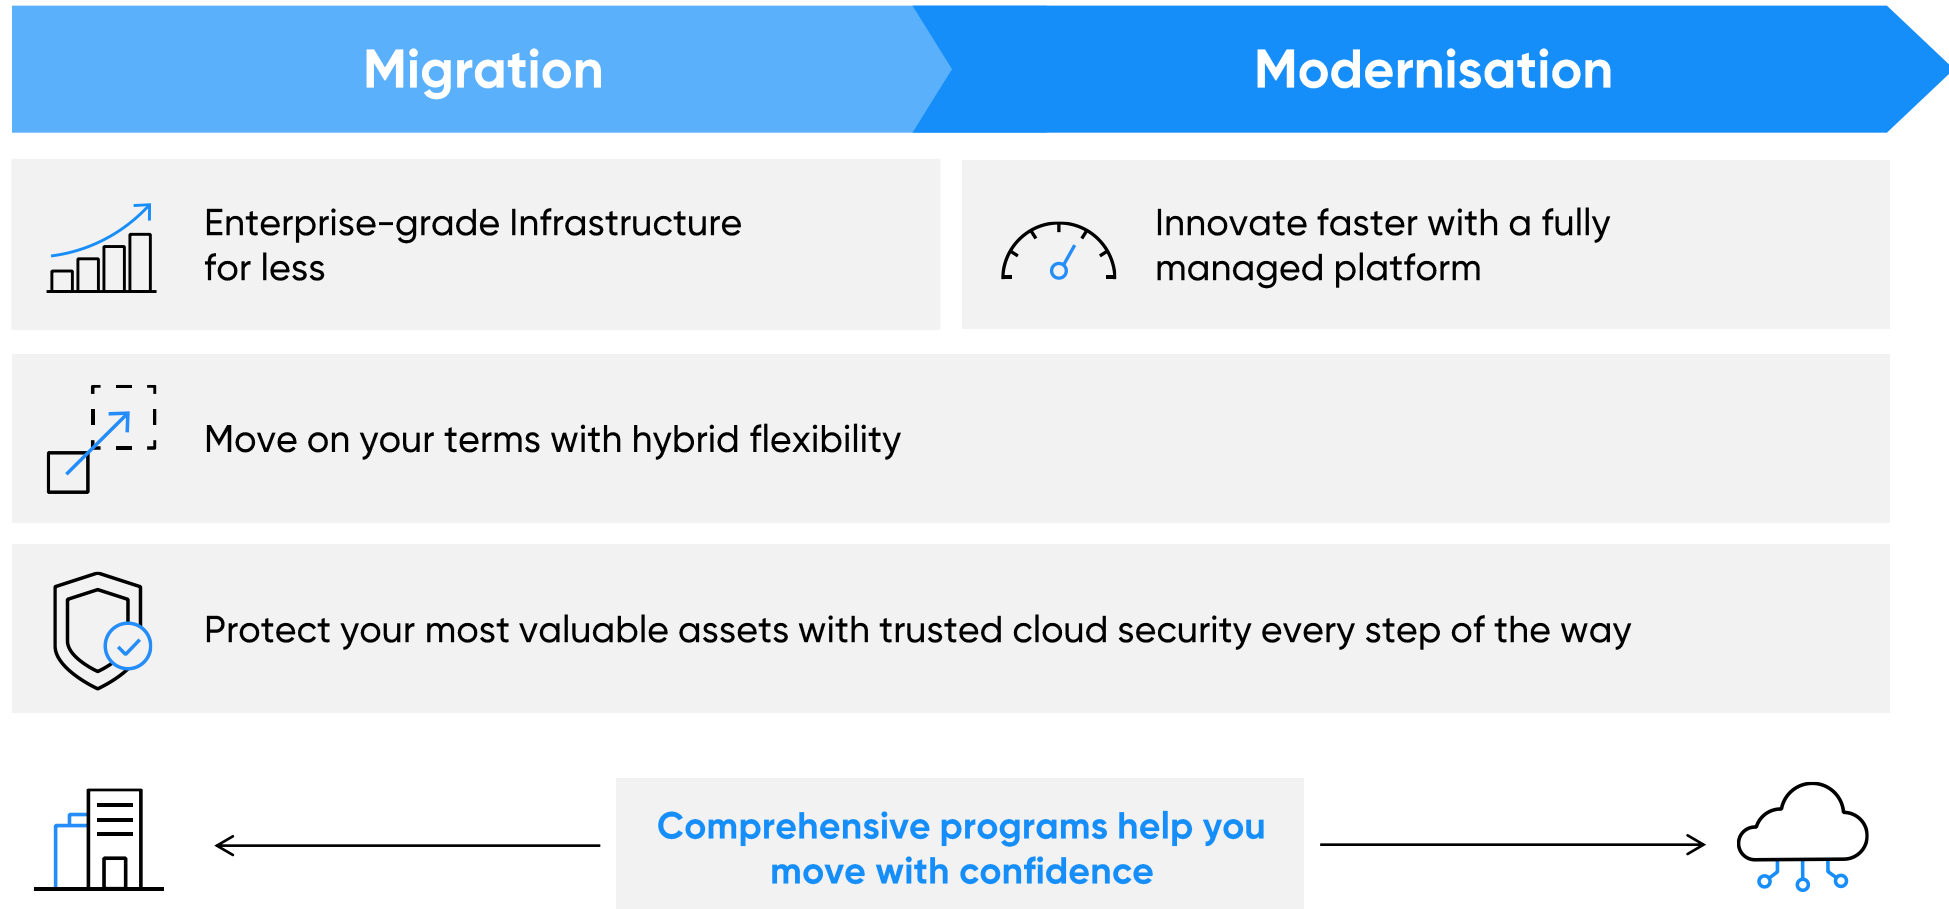 Migration
Modernisation
Enterprise-grade Infrastructure
for less
Innovate faster with a fully
managed platform
Move on your terms with hybrid flexibility
Protect your most valuable assets with trusted cloud security every step of the way
Comprehensive programs help you
move with confidence